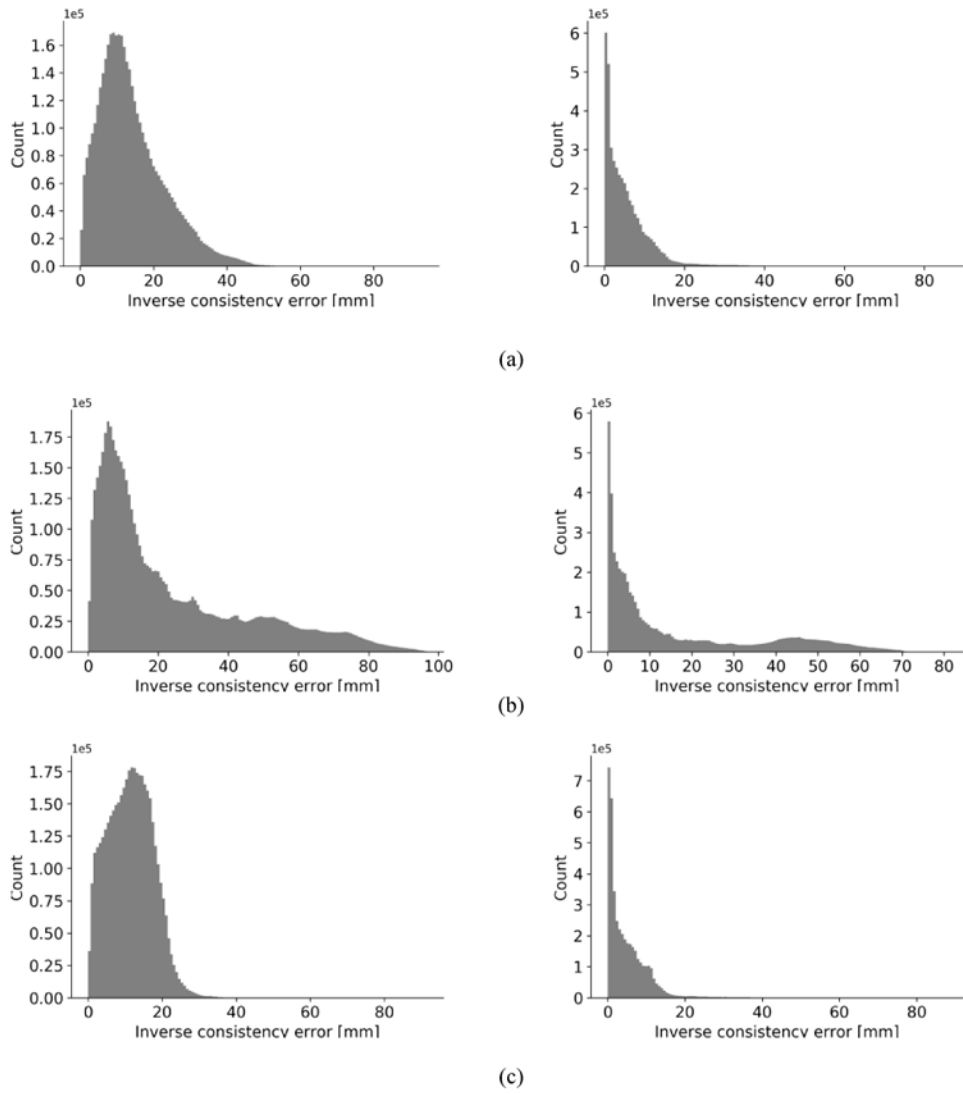 1e5 1e5
1.6 6
1.4 5
1.2
1.0 4
0.8 3
0.6 2
0.4
0.2 1
0.0 0
Count Count
0 20 40 60 80 0 20 40 60 80
Inverse consistency error [mm] Inverse consistency error [mm]
(a)
1e5 1e5
1.75 6
1.50 5
1.25 4
1.00 3
0.75
0.50 2
0.25 1
0.00 0
Count Count
0 20 40 60 80 100 0 10 20 30 40 50 60 70 80
Inverse consistency error [mm] Inverse consistency error [mm]
(b)
1e5 1e5
1.75 7
1.50 6
1.25 5
1.00 4
0.75 3
0.50 2
0.25 1
0.00 0
Count Count
0 20 40 60 80 0 20 40 60 80
Inverse consistency error [mm] Inverse consistency error [mm]
(c)